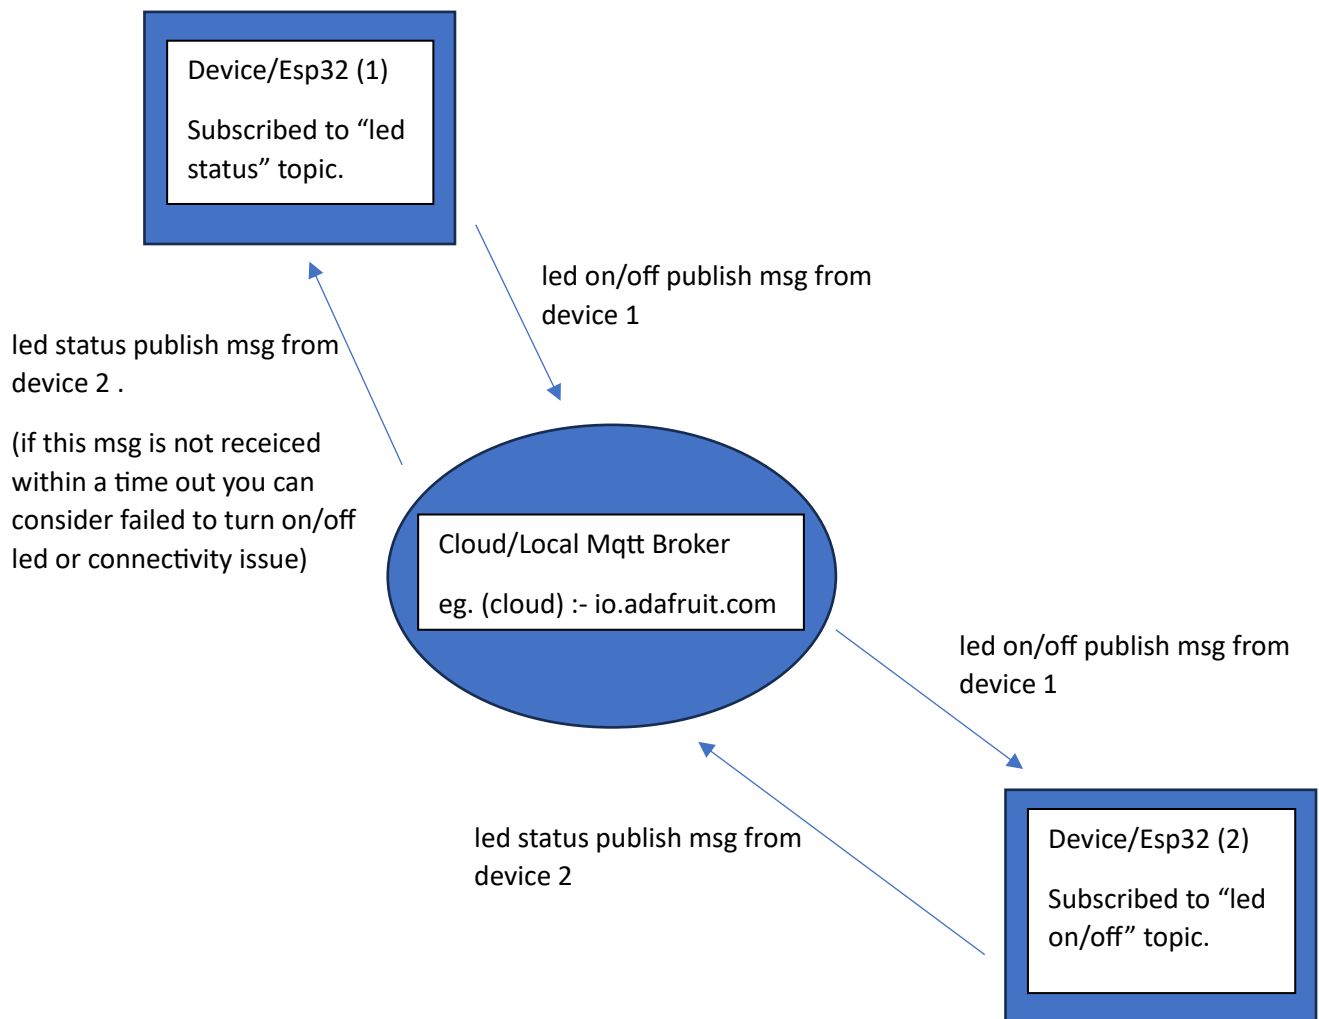 Device/Esp32 (1)
Subscribed to “led
status” topic.
led on/off publish msg from
device 1
led status publish msg from
device 2 .
(if this msg is not receiced
within a time out you can
consider failed to turn on/off
led or connectivity issue)
Cloud/Local Mqtt Broker
eg. (cloud) :- io.adafruit.com
led on/off publish msg from
device 1
led status publish msg from
device 2
Device/Esp32 (2)
Subscribed to “led
on/off” topic.